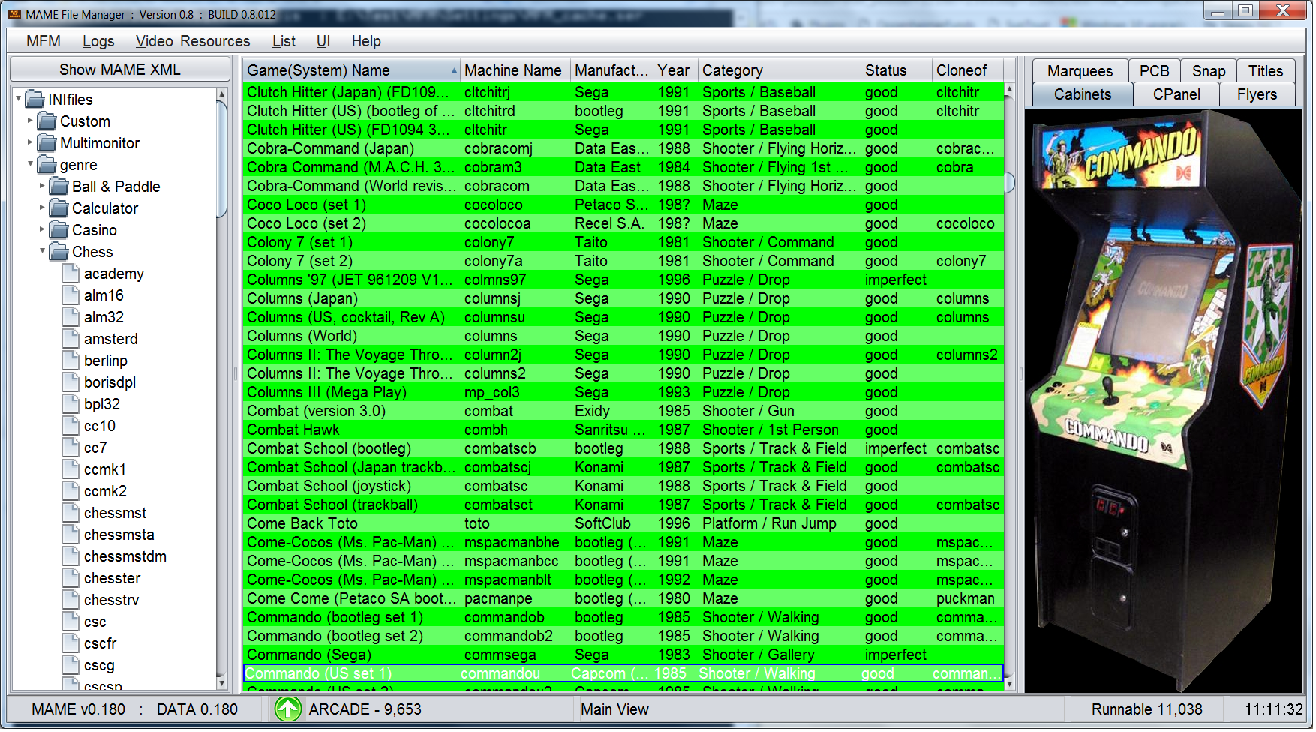 MAME File Manager : Version 0.8 : BUILD 0.8.012
MFM Logs Video Resources List UI Help
Show MAME XML
INIfiles
Custom
Multimonitor
genre
Ball & Paddle
Calculator
Casino
Chess
academy
alm16
alm32
amsterd
berlinp
borisdpl
bpl32
cc10
cc7
ccmk1
ccmk2
chessmst
chessmsta
chessmstdm
chesster
chesstrv
csc
cscfr
cscg
cscsp
Game(System) Name Machine Name Manufact... Year Category Status Cloneof
Clutch Hitter (Japan) (FD109... cltchitrj Sega 1991 Sports / Baseball good cltchitr
Clutch Hitter (US) (bootleg of ... cltchitrd bootleg 1991 Sports / Baseball good cltchitr
Clutch Hitter (US) (FD1094 3... cltchitr Sega 1991 Sports / Baseball good
Cobra-Command (Japan) cobracomj Data Eas... 1988 Shooter / Flying Horiz... good cobrac...
Cobra Command (M.A.C.H. 3... cobram3 Data East 1984 Shooter / Flying 1st ... good cobra
Cobra-Command (World revis... cobracom Data Eas... 1988 Shooter / Flying Horiz... good
Coco Loco (set 1) cocoloco Petaco S... 198? Maze good
Coco Loco (set 2) cocolocoa Recel S.A. 198? Maze good cocoloco
Colony 7 (set 1) colony7 Taito 1981 Shooter / Command good
Colony 7 (set 2) colony7a Taito 1981 Shooter / Command good colony7
Columns '97 (JET 961209 V1... colmns97 Sega 1996 Puzzle / Drop imperfect
Columns (Japan) columnsj Sega 1990 Puzzle / Drop good columns
Columns (US, cocktail, Rev A) columnsu Sega 1990 Puzzle / Drop good columns
Columns (World) columns Sega 1990 Puzzle / Drop good
Columns II: The Voyage Thro... column2j Sega 1990 Puzzle / Drop good columns2
Columns II: The Voyage Thro... columns2 Sega 1990 Puzzle / Drop good
Columns III (Mega Play) mp_col3 Sega 1993 Puzzle / Drop good
Combat (version 3.0) combat Exidy 1985 Shooter / Gun good
Combat Hawk combh Sanritsu ... 1987 Shooter / 1st Person good
Combat School (bootleg) combatscb bootleg 1988 Sports / Track & Field imperfect combatsc
Combat School (Japan trackb... combatscj Konami 1987 Sports / Track & Field good combatsc
Combat School (joystick) combatsc Konami 1988 Sports / Track & Field good
Combat School (trackball) combatsct Konami 1987 Sports / Track & Field good combatsc
Come Back Toto toto SoftClub 1996 Platform / Run Jump good
Come-Cocos (Ms. Pac-Man) ... mspacmanbhe bootleg (... 1991 Maze good mspac...
Come-Cocos (Ms. Pac-Man) ... mspacmanbcc bootleg (... 1991 Maze good mspac...
Come-Cocos (Ms. Pac-Man) ... mspacmanblt bootleg (... 1992 Maze good mspac...
Come Come (Petaco SA boot... pacmanpe bootleg (... 1980 Maze good puckman
Commando (bootleg set 1) commandob bootleg 1985 Shooter / Walking good comma...
Commando (bootleg set 2) commandob2 bootleg 1985 Shooter / Walking good comma...
Commando (Sega) commsega Sega 1983 Shooter / Gallery imperfect
Commando (US set 1) commandou Capcom (... 1985 Shooter / Walking good comman...
Commando (US set 2) commandou2 Capcom 1985 Shooter / Walking good comma...
Marquees PCB Snap Titles
Cabinets CPanel Flyers
COMMANDO
COMMANDO
COMMANDO
COMMANDO
MAME v0.180 : DATA 0.180 ARCADE - 9,653 Main View Runnable 11,038 11:11:32